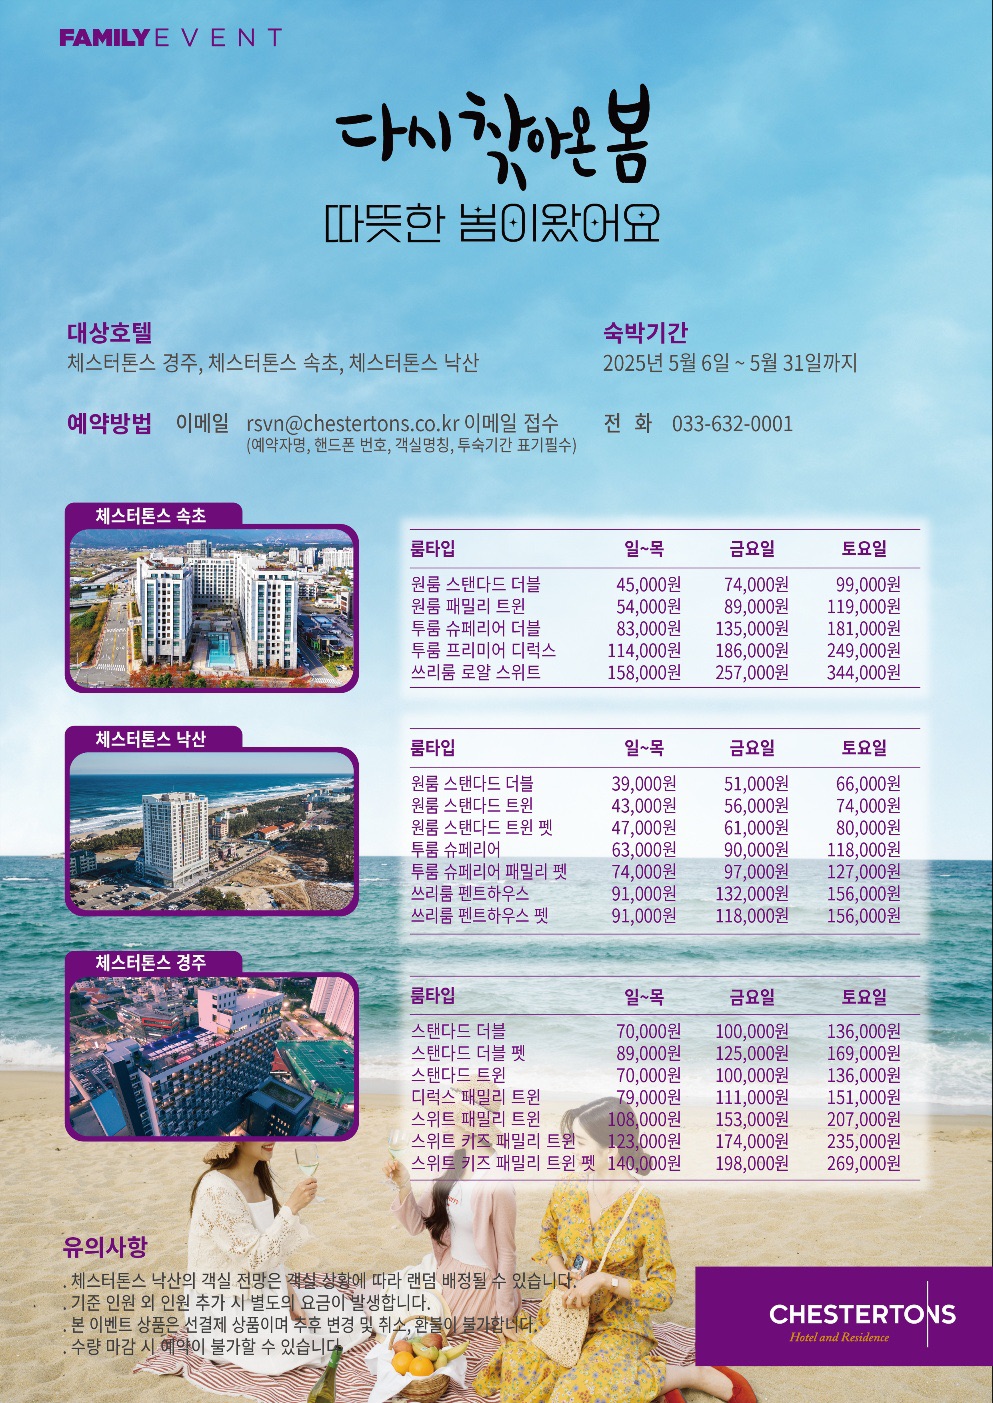 FAMILY EVENT
다시 찾아온 봄
따뜻한 봄이왔어요
대상호텔
체스터톤스 경주, 체스터톤스 속초, 체스터톤스 낙산
숙박기간
2025년 5월 6일 ~ 5월 31일까지
예약방법 이메일 rsvn@chestertons.co.kr 이메일 접수
(예약자명, 핸드폰 번호, 객실명칭, 투숙기간 표기필수)
전 화 033-632-0001
체스터톤스 속초
룸타입 일~목 금요일 토요일
원룸 스탠다드 더블 45,000원 74,000원 99,000원
원룸 패밀리 트윈 54,000원 89,000원 119,000원
투룸 슈페리어 더블 83,000원 135,000원 181,000원
투룸 프리미어 디럭스 114,000원 186,000원 249,000원
쓰리룸 로얄 스위트 158,000원 257,000원 344,000원
체스터톤스 낙산
룸타입 일~목 금요일 토요일
원룸 스탠다드 더블 39,000원 51,000원 66,000원
원룸 스탠다드 트윈 43,000원 56,000원 74,000원
원룸 스탠다드 트윈 펫 47,000원 61,000원 80,000원
투룸 슈페리어 63,000원 90,000원 118,000원
투룸 슈페리어 패밀리 펫 74,000원 97,000원 127,000원
쓰리룸 펜트하우스 91,000원 132,000원 156,000원
쓰리룸 펜트하우스 펫 91,000원 118,000원 156,000원
체스터톤스 경주
룸타입 일~목 금요일 토요일
스탠다드 더블 70,000원 100,000원 136,000원
스탠다드 더블 펫 89,000원 125,000원 169,000원
스탠다드 트윈 70,000원 100,000원 136,000원
디럭스 패밀리 트윈 79,000원 111,000원 151,000원
스위트 패밀리 트윈 108,000원 153,000원 207,000원
스위트 키즈 패밀리 트윈 123,000원 174,000원 235,000원
스위트 키즈 패밀리 트윈 펫 140,000원 198,000원 269,000원
유의사항
. 체스터톤스 낙산의 객실 전망은 객실 상황에 따라 랜덤 배정될 수 있습니다.
. 기준 인원 외 인원 추가 시 별도의 요금이 발생합니다.
. 본 이벤트 상품은 선결제 상품이며 추후 변경 및 취소, 환불이 불가합니다.
. 수량 마감 시 예약이 불가할 수 있습니다.
CHESTERTONS
Hotel and Residence